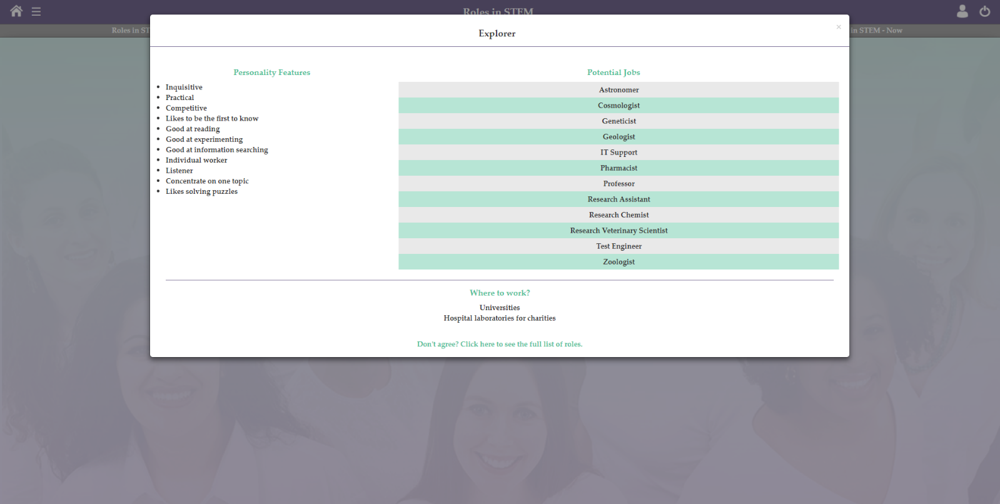 Roles in STEM
Roles in ST
in STEM - Now
×
Explorer
Personality Features
Inquisitive
Practical
Competitive
Likes to be the first to know
Good at reading
Good at experimenting
Good at information searching
Individual worker
Listener
Concentrate on one topic
Likes solving puzzles
Potential Jobs
Astronomer
Cosmologist
Geneticist
Geologist
IT Support
Pharmacist
Professor
Research Assistant
Research Chemist
Research Veterinary Scientist
Test Engineer
Zoologist
Where to work?
Universities
Hospital laboratories for charities
Don't agree? Click here to see the full list of roles.